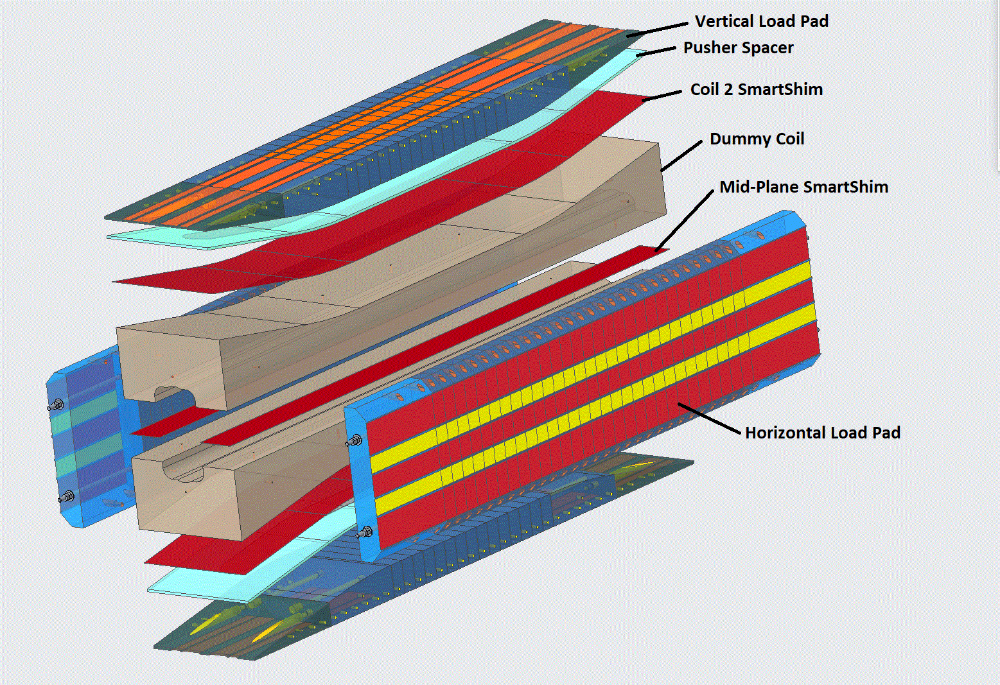 Vertical Load Pad
Pusher Spacer
Coil 2 SmartShim
Dummy Coil
Mid-Plane SmartShim
Horizontal Load Pad